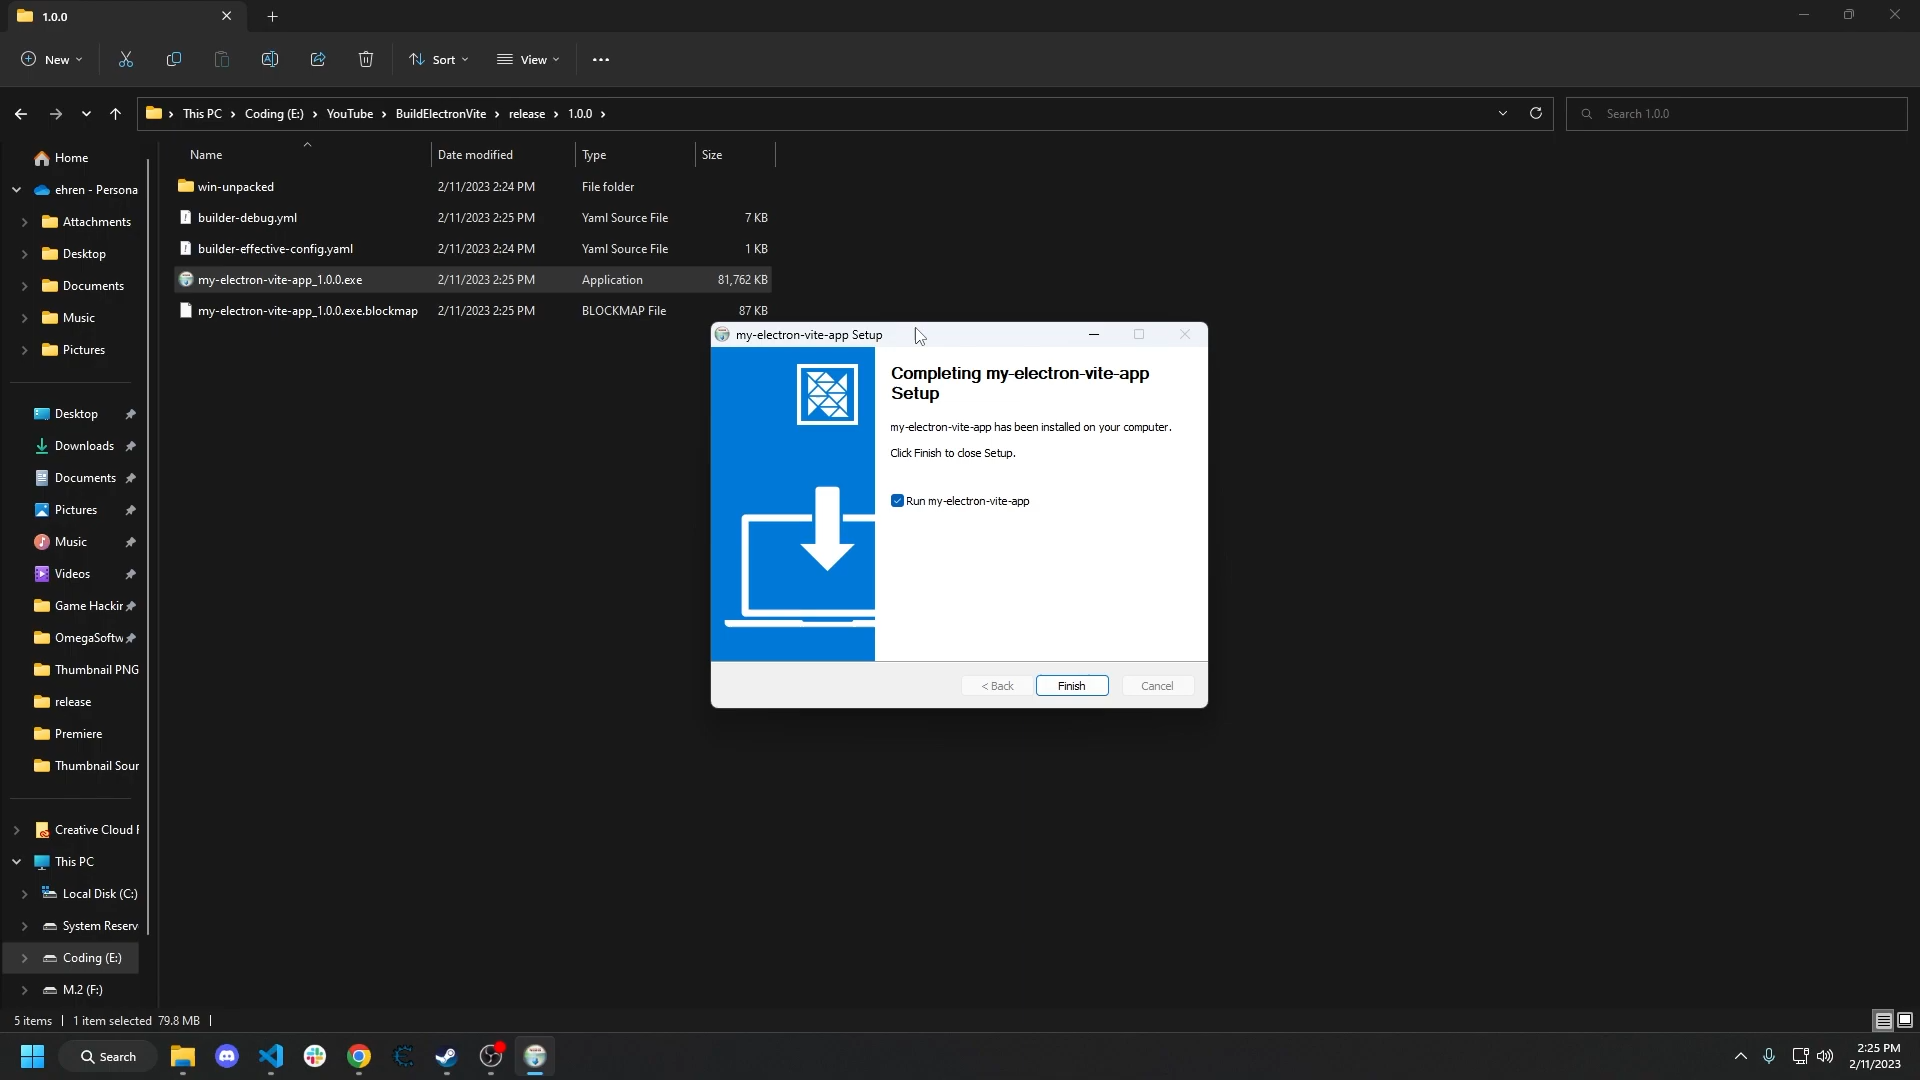 1.0.0
New
Sort
View
This PC
Coding (E:)
YouTube
BuildElectronVite
release
1.0.0
Search 1.0.0
Name
Date modified
Type
Size
win-unpacked 2/11/2023 2:24 PM File folder
builder-debug.yml 2/11/2023 2:25 PM Yaml Source File 7 KB
builder-effective-config.yaml 2/11/2023 2:24 PM Yaml Source File 1 KB
my-electron-vite-app_1.0.0.exe 2/11/2023 2:25 PM Application 81,762 KB
my-electron-vite-app_1.0.0.exe.blockmap 2/11/2023 2:25 PM BLOCKMAP File 87 KB
Home
ehren - Persona
Attachments
Desktop
Documents
Music
Pictures
Desktop
Downloads
Documents
Pictures
Music
Videos
Game Hackir
OmegaSoftw
Thumbnail PNG
release
Premiere
Thumbnail Sour
Creative Cloud F
This PC
Local Disk (C:)
System Reserv
Coding (E:)
M.2 (F:)
my-electron-vite-app Setup
Completing my-electron-vite-app
Setup
my-electron-vite-app has been installed on your computer.
Click Finish to close Setup.
Run my-electron-vite-app
< Back
Finish
Cancel
5 items
1 item selected 79.8 MB
Search
2:25 PM
2/11/2023